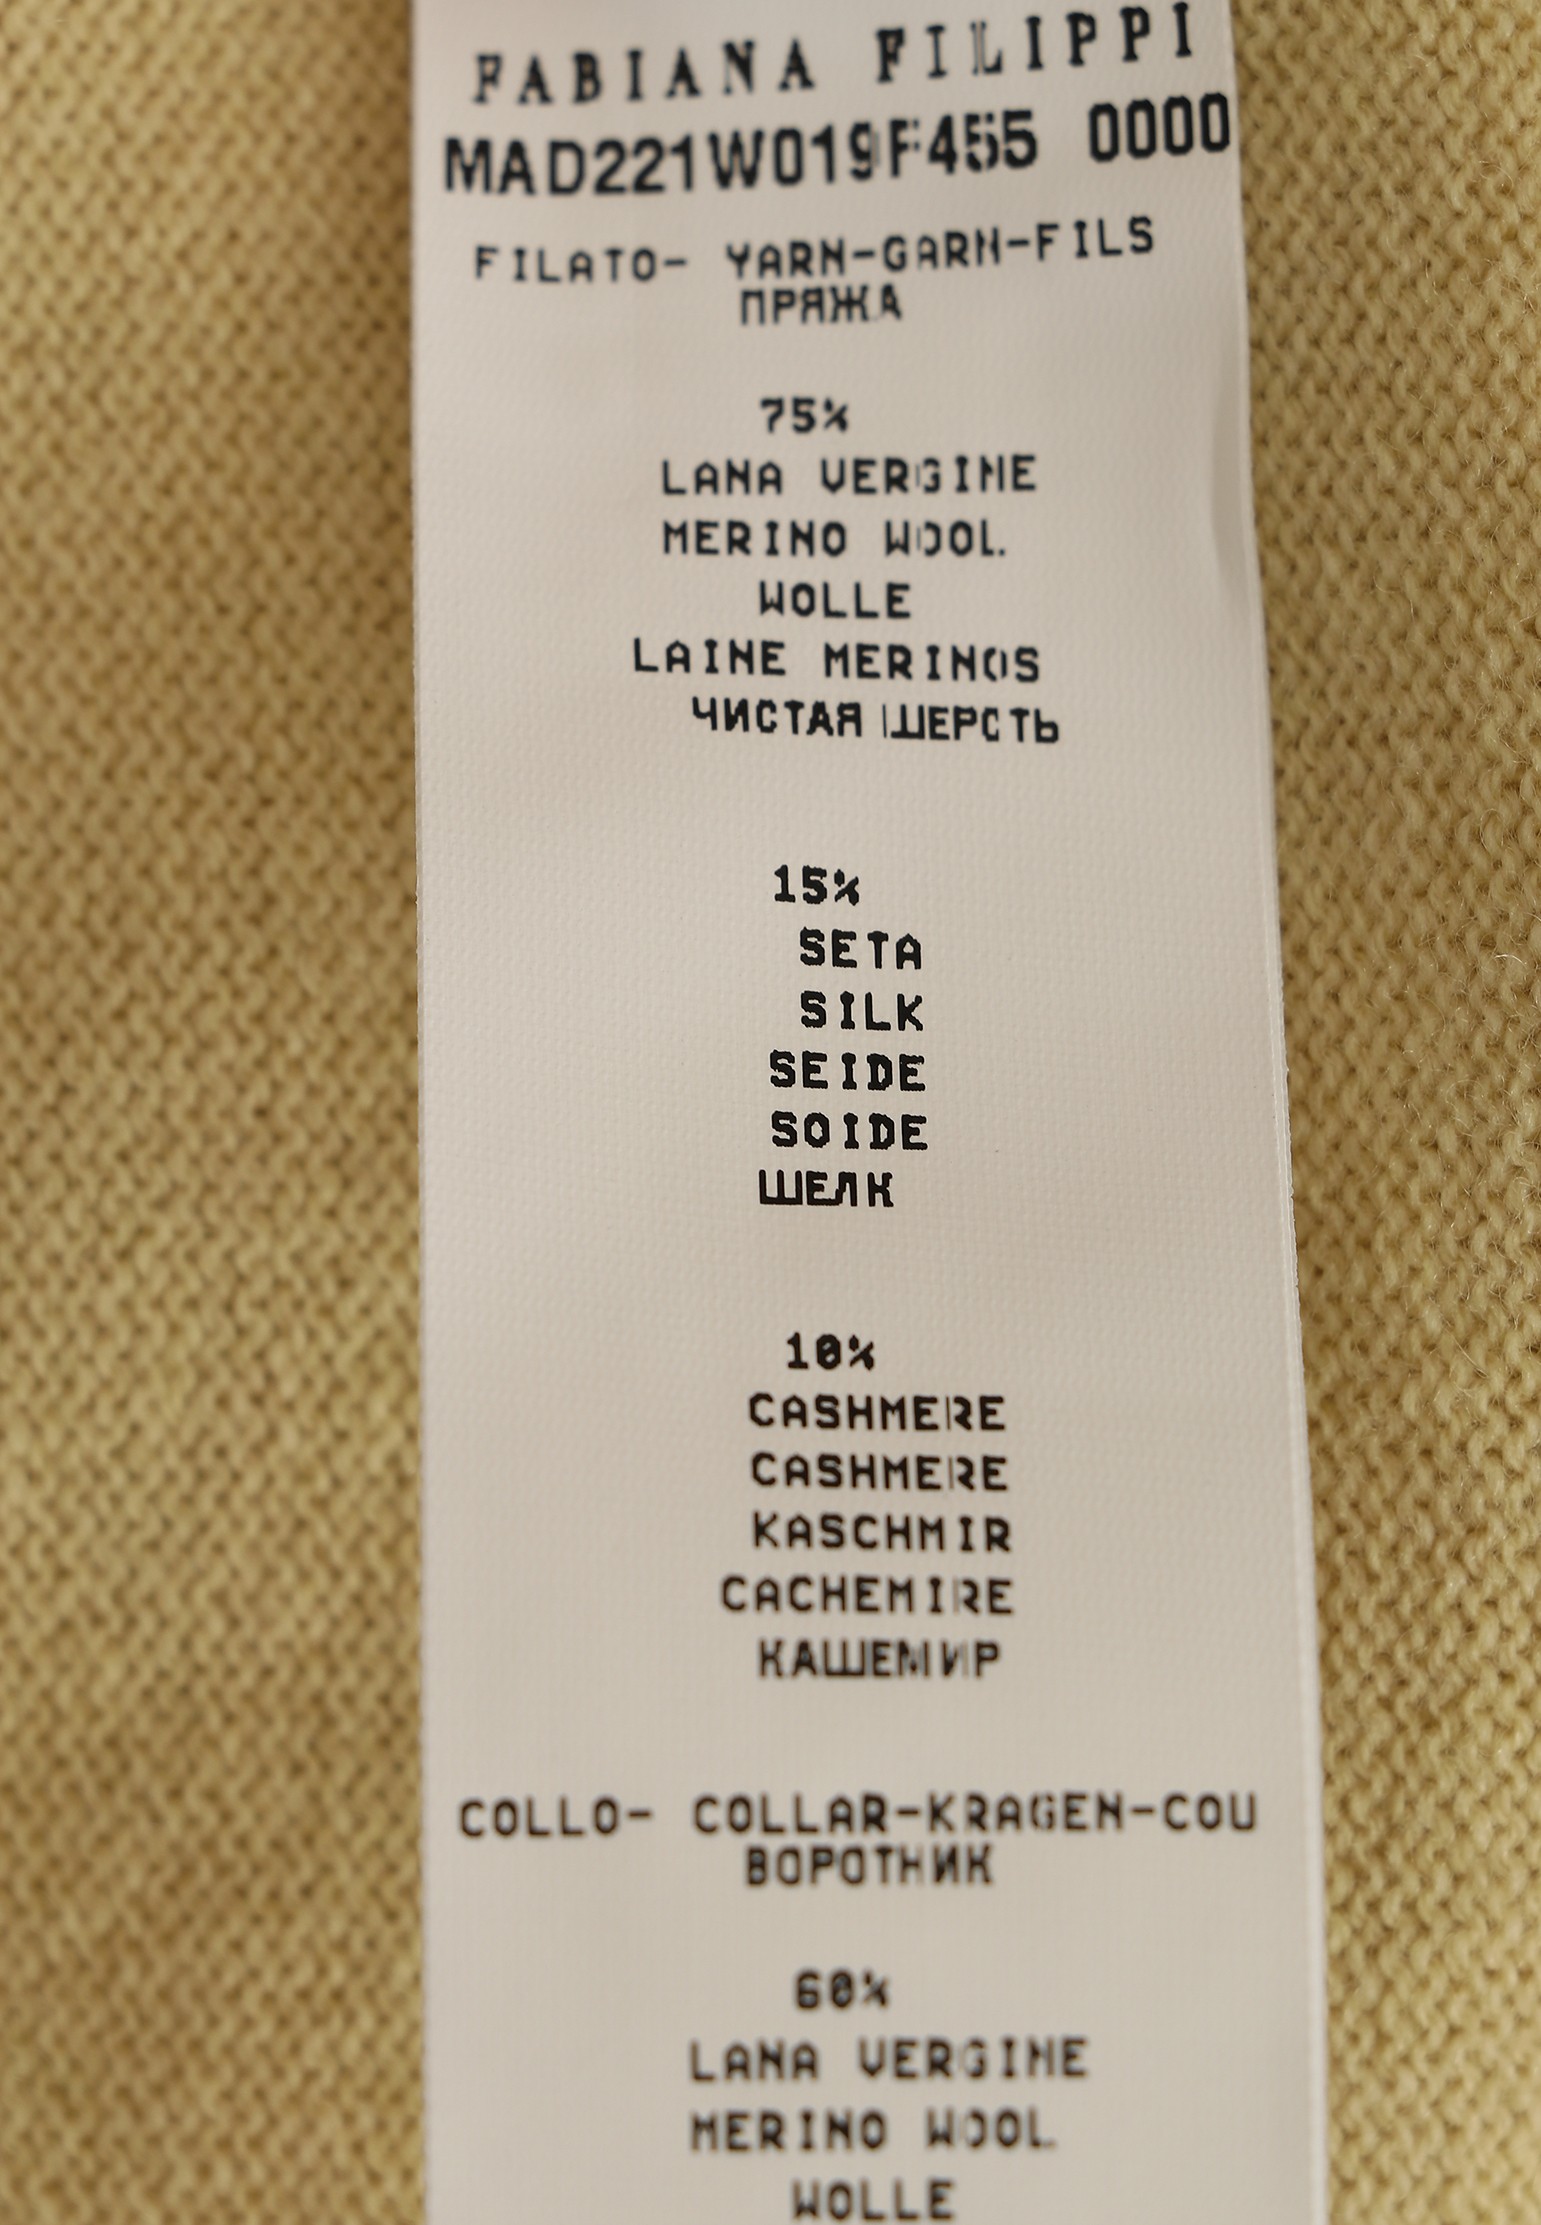 FABIANA FILIPPI
MAD221W019F455 0000
FILATO- YARN-GARN-FILS
ПРЯЖА
75%
LANA VERGINE
MERINO WOOL
WOLLE
LAINE MERINOS
ЧИСТАЯ ШЕРСТЬ
15%
SETA
SILK
SEIDE
SOIDE
ШЕЛК
10%
CASHMERE
CASHMERE
KASCHMIR
CACHEMIRE
КАШЕМИР
COLLO- COLLAR-KRAGEN-COU
ВОРОТНИК
60%
LANA VERGINE
MERINO WOOL
WOLLE